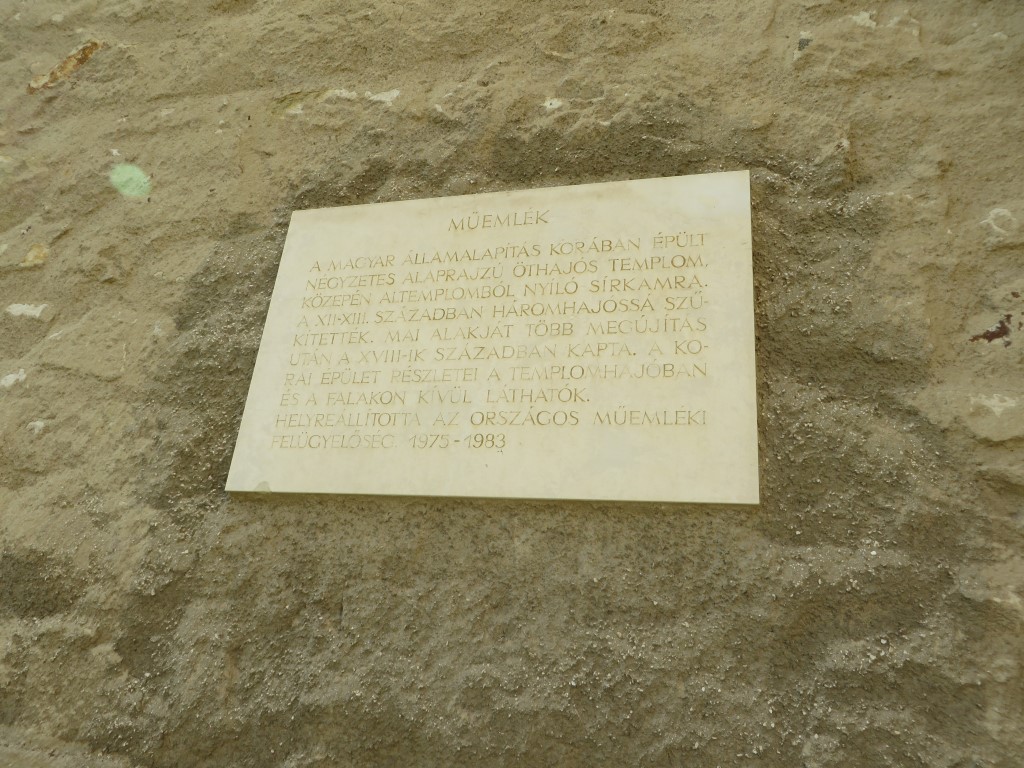 MŰEMLÉK
A MAGYAR ÁLLAMALAPÍTÁS KORÁBAN ÉPÜLT
NÉGYZETES ALAPRAJZÚ ÖTHAJÓS TEMPLOM,
KÖZEPÉN ALTEMPLOMBÓL NYÍLÓ SÍRKAMRA.
A XII-XIII. SZÁZADBAN HÁROMHAJÓSSÁ SZŰ-
KÍTETTÉK. MAI ALAKJÁT TÖBB MEGÚJÍTÁS
UTÁN A XVIII-IK SZÁZADBAN KAPTA. A KO-
RAI ÉPÜLET RÉSZLETEI A TEMPLOMHAJÓBAN
ÉS A FALAKON KÍVÜL LÁTHATÓK.
HELYREÁLLÍTOTTA AZ ORSZÁGOS MŰEMLÉKI
FELÜGYELŐSÉG 1975-1983